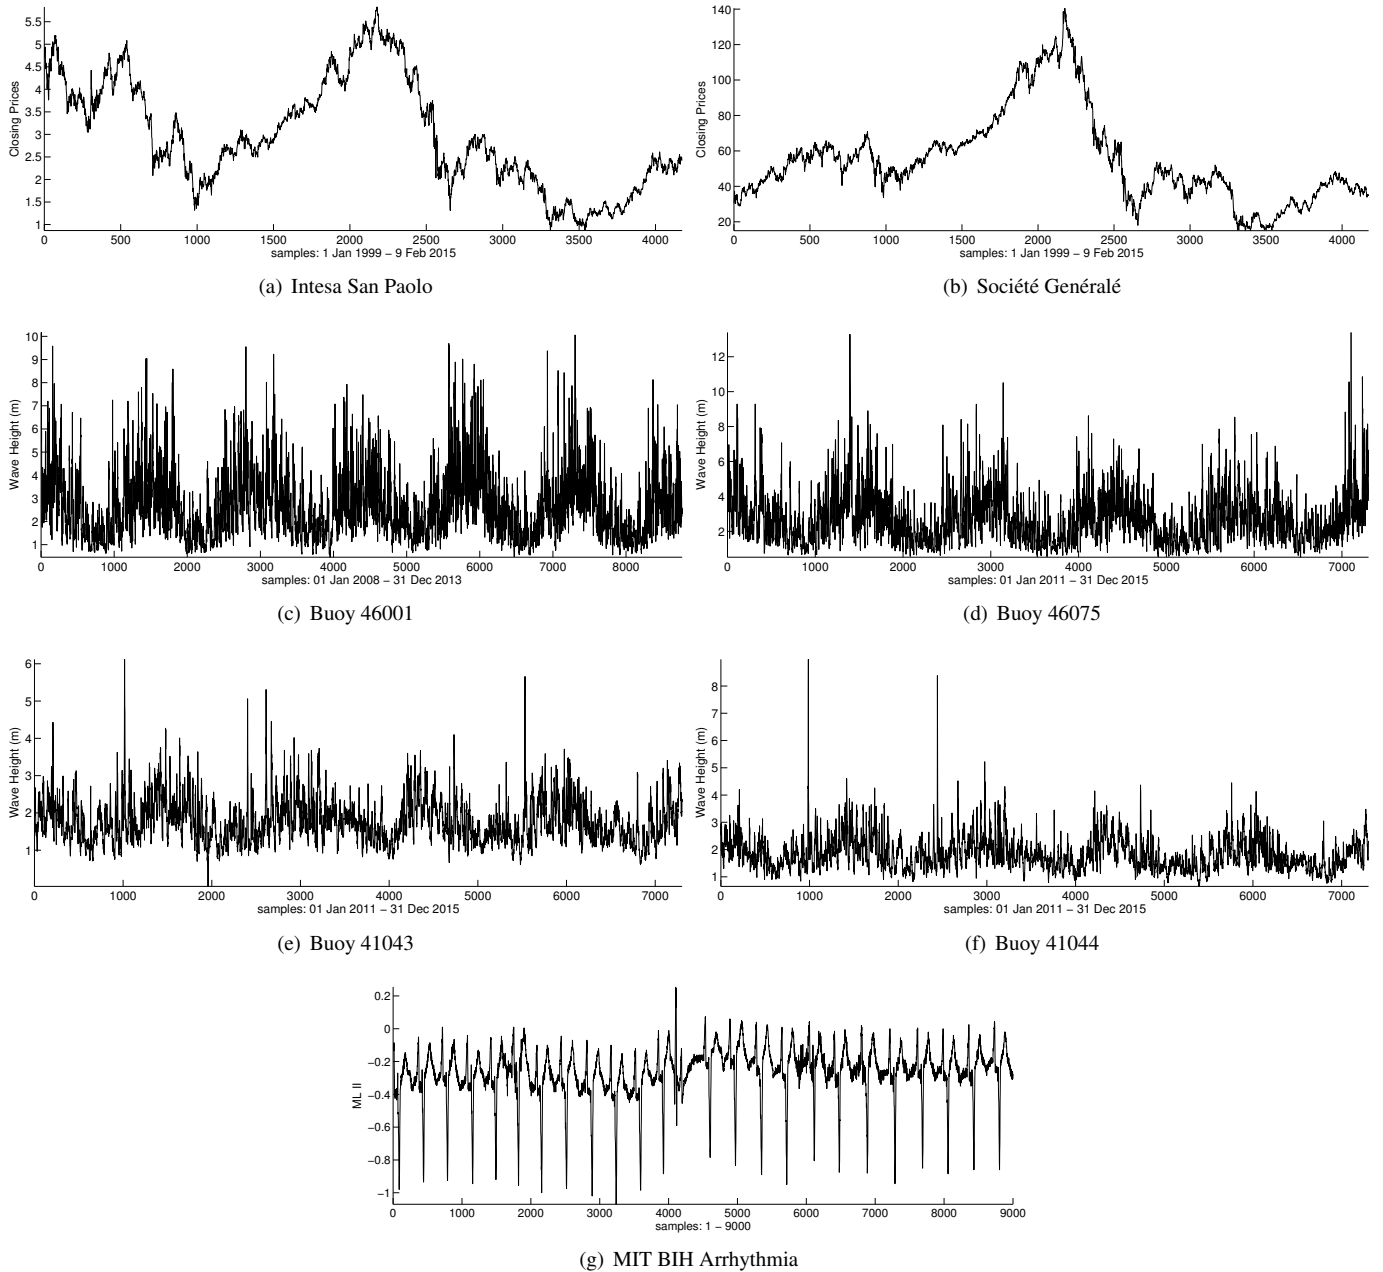 5.5
5
4.5
4
3.5
3
2.5
2
1.5
1
Closing Prices
0 500 1000 1500 2000 2500 3000 3500 4000
samples: 1 Jan 1999 − 9 Feb 2015
(a) Intesa San Paolo
140
120
100
80
60
40
20
Closing Prices
0 500 1000 1500 2000 2500 3000 3500 4000
samples: 1 Jan 1999 − 9 Feb 2015
(b) Société Genéralé
10
9
8
7
6
5
4
3
2
1
Wave Height (m)
0 1000 2000 3000 4000 5000 6000 7000 8000
samples: 01 Jan 2008 − 31 Dec 2013
(c) Buoy 46001
12
10
8
6
4
2
Wave Height (m)
0 1000 2000 3000 4000 5000 6000 7000
samples: 01 Jan 2011 − 31 Dec 2015
(d) Buoy 46075
6
5
4
3
2
1
Wave Height (m)
0 1000 2000 3000 4000 5000 6000 7000
samples: 01 Jan 2011 − 31 Dec 2015
(e) Buoy 41043
8
7
6
5
4
3
2
1
Wave Height (m)
0 1000 2000 3000 4000 5000 6000 7000
samples: 01 Jan 2011 − 31 Dec 2015
(f) Buoy 41044
0.2
0
−0.2
−0.4
−0.6
−0.8
−1
ML II
0 1000 2000 3000 4000 5000 6000 7000 8000 9000
samples: 1 − 9000
(g) MIT BIH Arrhythmia